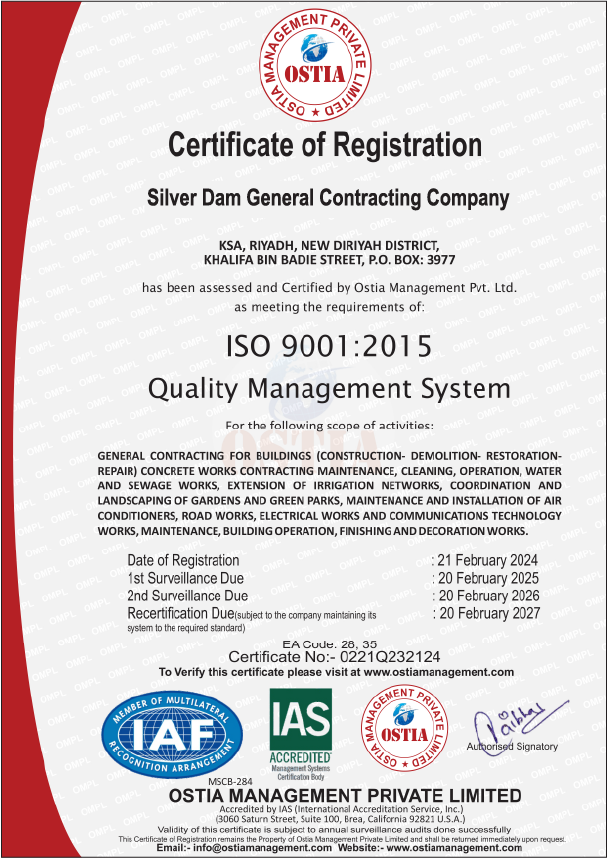 OSTIA MANAGEMENT PRIVATE LIMITED
OSTIA
Certificate of Registration
Silver Dam General Contracting Company
KSA, RIYADH, NEW DIRIYAH DISTRICT,
KHALIFA BIN BADIE STREET, P.O. BOX: 3977
has been assessed and Certified by Ostia Management Pvt. Ltd.
as meeting the requirements of:
ISO 9001:2015
Quality Management System
For the following scope of activities:
GENERAL CONTRACTING FOR BUILDINGS (CONSTRUCTION- DEMOLITION- RESTORATION-
REPAIR) CONCRETE WORKS CONTRACTING MAINTENANCE, CLEANING, OPERATION, WATER
AND SEWAGE WORKS, EXTENSION OF IRRIGATION NETWORKS, COORDINATION AND
LANDSCAPING OF GARDENS AND GREEN PARKS, MAINTENANCE AND INSTALLATION OF AIR
CONDITIONERS, ROAD WORKS, ELECTRICAL WORKS AND COMMUNICATIONS TECHNOLOGY
WORKS, MAINTENANCE, BUILDING OPERATION, FINISHING AND DECORATION WORKS.
Date of Registration : 21 February 2024
1st Surveillance Due : 20 February 2025
2nd Surveillance Due : 20 February 2026
Recertification Due(subject to the company maintaining its : 20 February 2027
system to the required standard)
EA Code: 28, 35
Certificate No:- 0221Q232124
To Verify this certificate please visit at www.ostiamanagement.com
MEMBER OF MULTILATERAL
IAF
RECOGNITION ARRANGEMENT
IAS
ACCREDITED
Management Systems
Certification Body
MSCB-284
OSTIA MANAGEMENT PRIVATE LIMITED
OSTIA
Authorised Signatory
OSTIA MANAGEMENT PRIVATE LIMITED
Accredited by IAS (International Accreditation Service, Inc.)
(3060 Saturn Street, Suite 100, Brea, California 92821 U.S.A.)
Validity of this certificate is subject to annual surveillance audits done successfully
This Certificate of Registration remains the Property of Ostia Management Private Limited and shall be returned immediately upon request.
Email:- info@ostiamanagement.com Website:- www.ostiamanagement.com